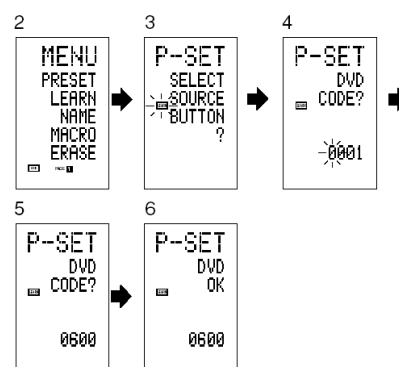 2
MENU
PRESET
LEARN
NAME
MACRO
ERASE
3
P-SET
SELECT
SOURCE
BUTTON
?
4
P-SET
DVD
CODE?
0001
5
P-SET
DVD
CODE?
0600
6
P-SET
DVD
OK
0600